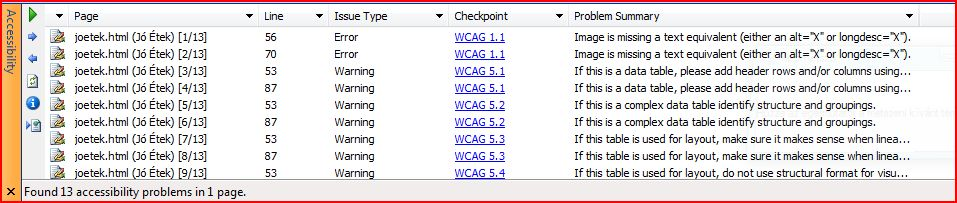 Accessibility
Page Line Issue Type Checkpoint Problem Summary
joetek.html (Jó Étek) [1/13] 56 Error WCAG 1.1 Image is missing a text equivalent (either an alt="X" or longdesc="X").
joetek.html (Jó Étek) [2/13] 70 Error WCAG 1.1 Image is missing a text equivalent (either an alt="X" or longdesc="X").
joetek.html (Jó Étek) [3/13] 53 Warning WCAG 5.1 If this is a data table, please add header rows and/or columns using...
joetek.html (Jó Étek) [4/13] 87 Warning WCAG 5.1 If this is a data table, please add header rows and/or columns using...
joetek.html (Jó Étek) [5/13] 53 Warning WCAG 5.2 If this is a complex data table identify structure and groupings.
joetek.html (Jó Étek) [6/13] 87 Warning WCAG 5.2 If this is a complex data table identify structure and groupings.
joetek.html (Jó Étek) [7/13] 53 Warning WCAG 5.3 If this table is used for layout, make sure it makes sense when linea...
joetek.html (Jó Étek) [8/13] 87 Warning WCAG 5.3 If this table is used for layout, make sure it makes sense when linea...
joetek.html (Jó Étek) [9/13] 53 Warning WCAG 5.4 If this table is used for layout, do not use structural format for visu...
Found 13 accessibility problems in 1 page.